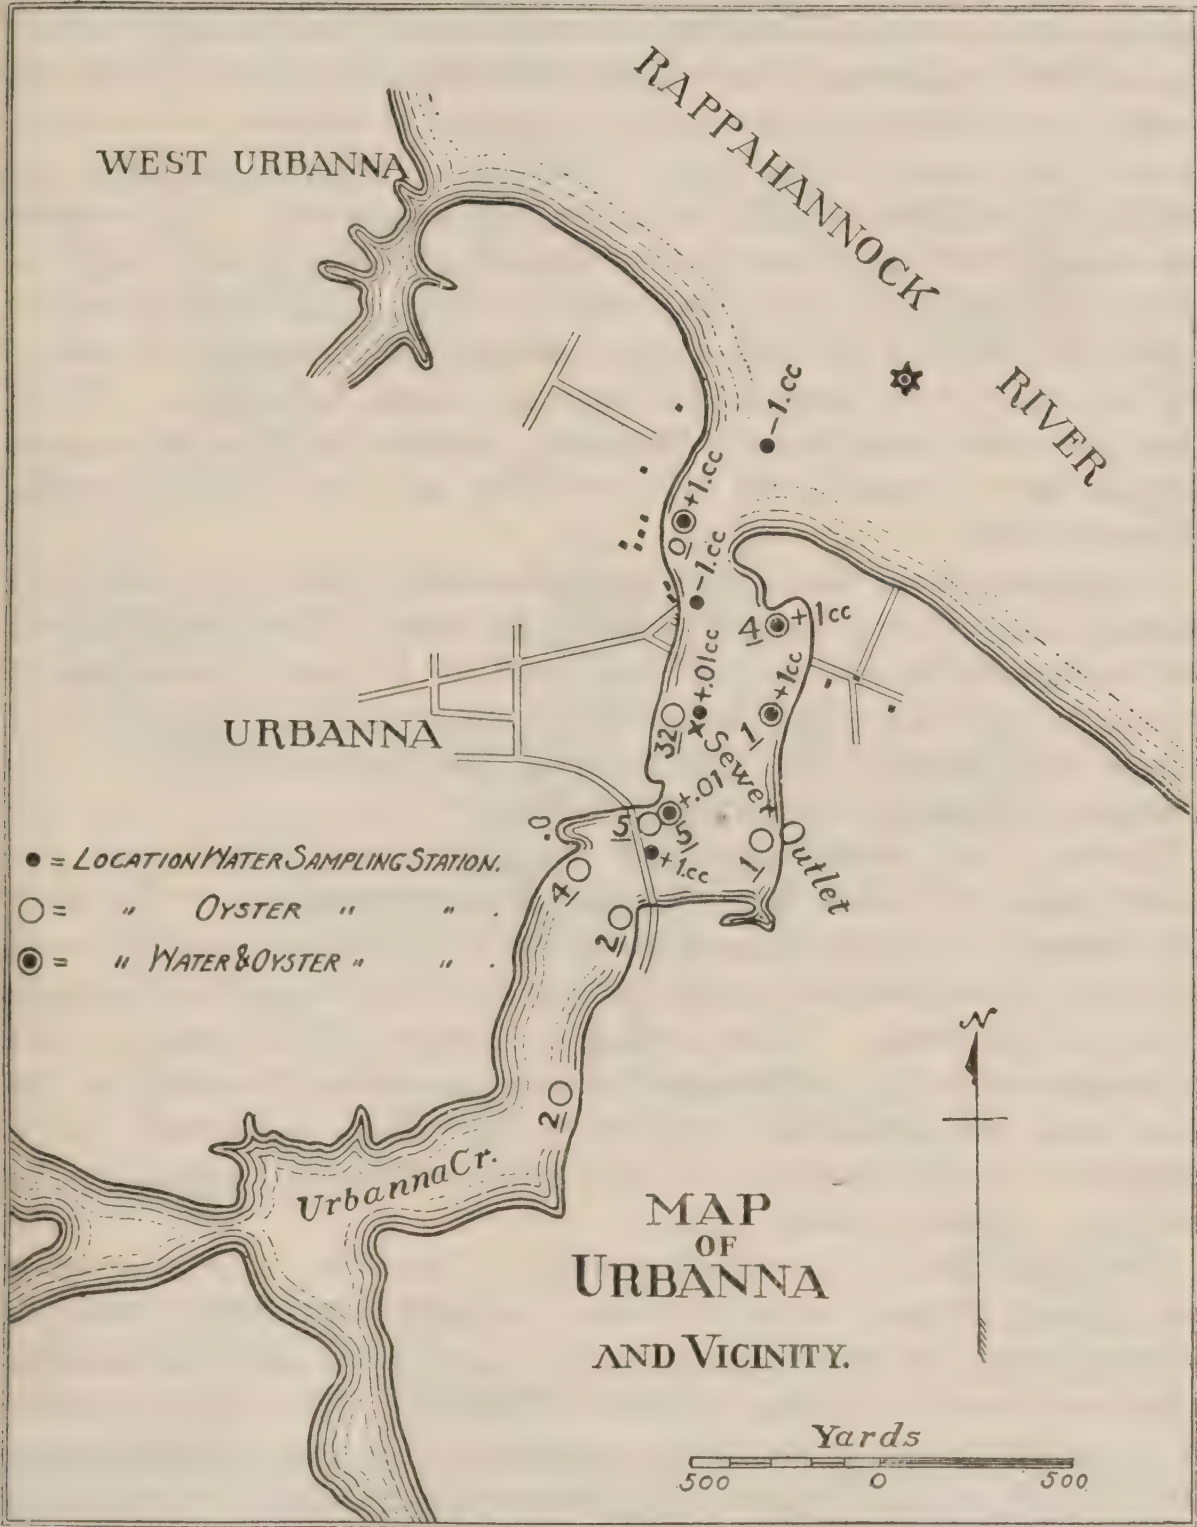 RAPPAHANNOCK
RIVER
WEST URBANNA
-1.cc
+1.cc
0
-1.cc
4
+1cc
+.01cc
+1cc
32
x
1
URBANNA
Sewer Outlet
+.01
5
5
+1.cc
1
.0
4
2
2
● = LOCATION WATER SAMPLING STATION.
○ = " OYSTER " " .
◉ = " WATER & OYSTER " " .
N
Urbanna Cr.
MAP
OF
URBANNA
AND VICINITY.
Yards
500 0 500